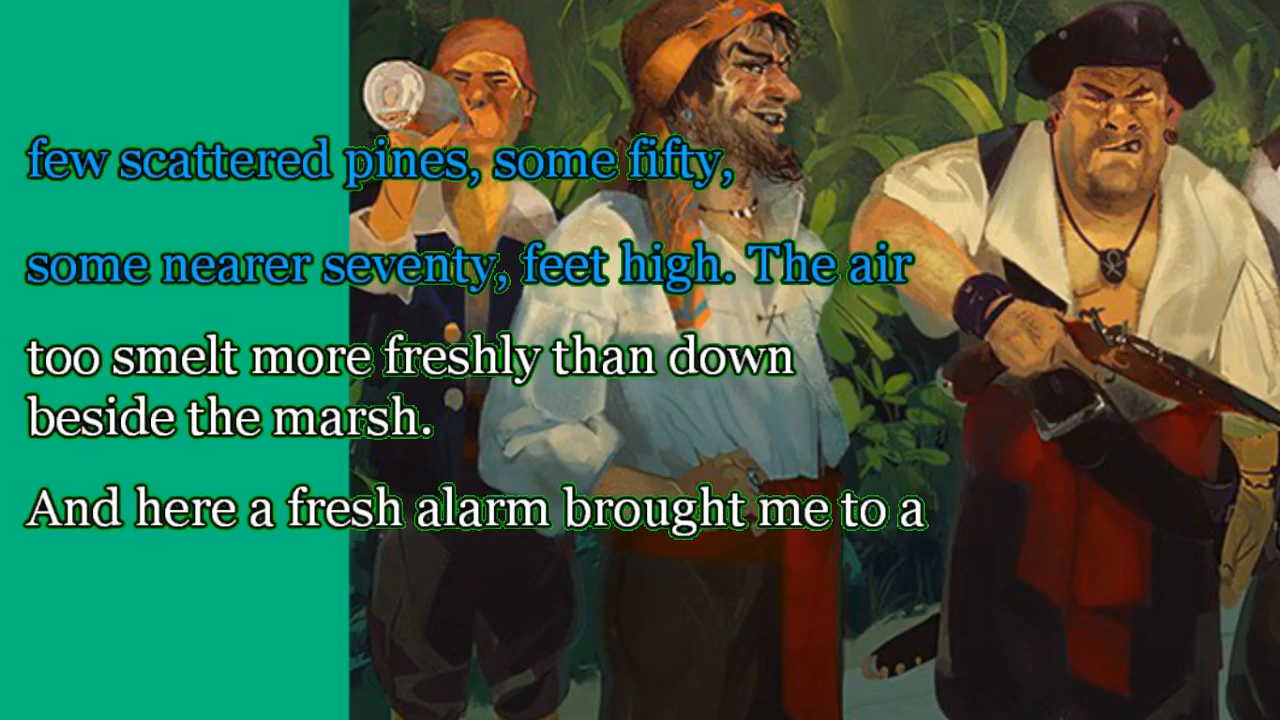 few scattered pines, some fifty,
some nearer seventy, feet high. The air
too smelt more freshly than down
beside the marsh.
And here a fresh alarm brought me to a